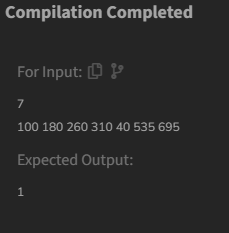 Compilation Completed
For Input:
7
100 180 260 310 40 535 695
Expected Output:
1